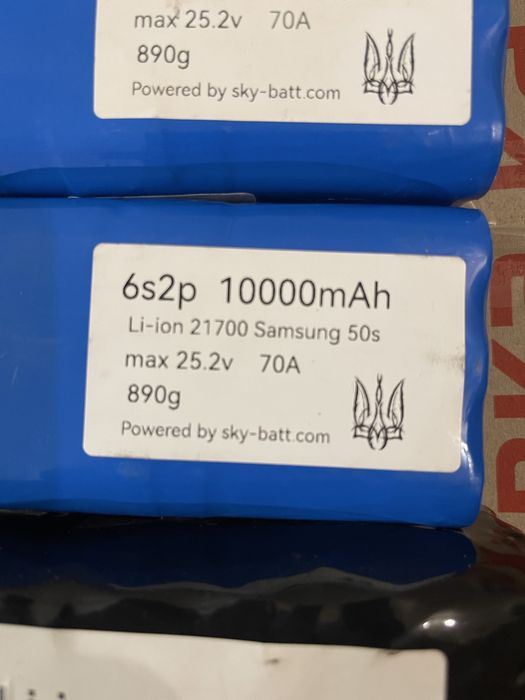 max 25.2v 70A
890g
Powered by sky-batt.com
6s2p 10000mAh
Li-ion 21700 Samsung 50s
max 25.2v 70A
890g
Powered by sky-batt.com